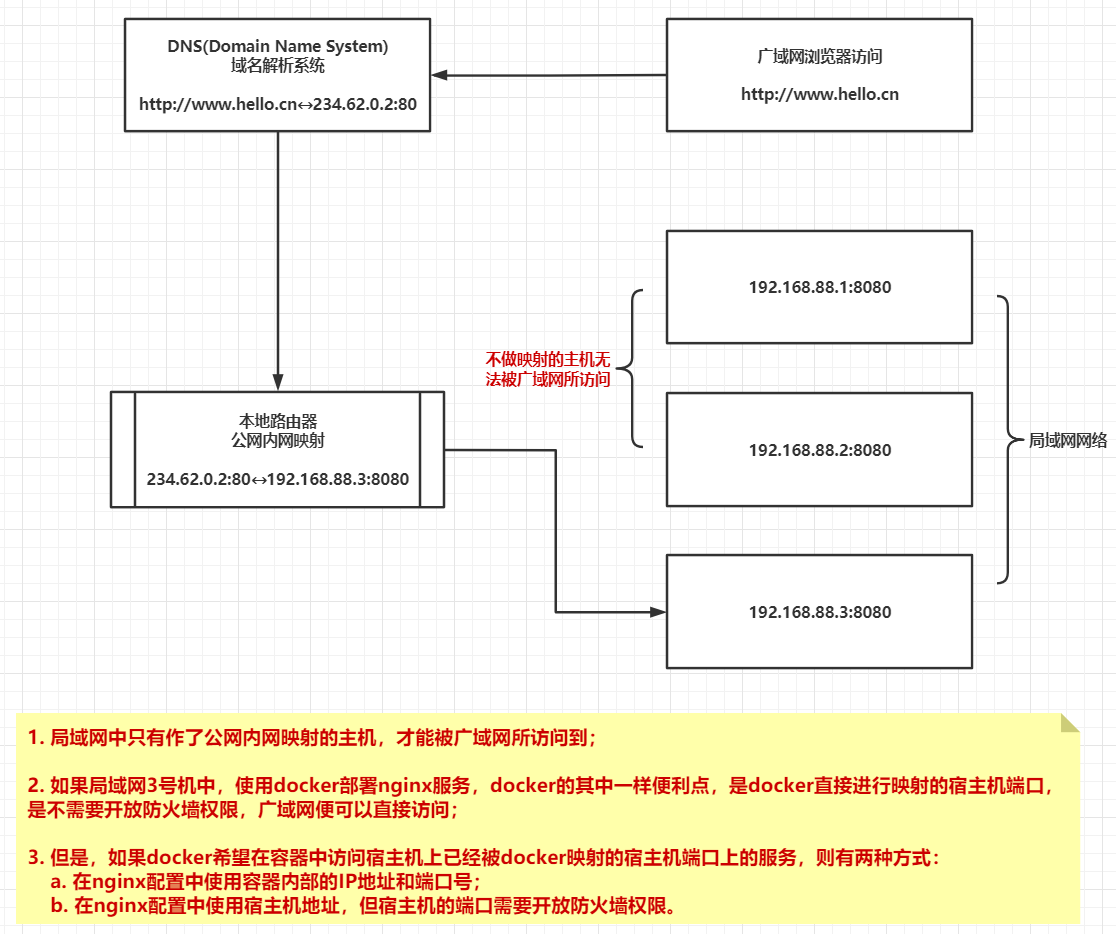 DNS(Domain Name System)
域名解析系统
http://www.hello.cn↔234.62.0.2:80
广域网浏览器访问
http://www.hello.cn
192.168.88.1:8080
不做映射的主机无
法被广域网所访问
192.168.88.2:8080
局域网网络
本地路由器
公网内网映射
234.62.0.2:80↔192.168.88.3:8080
192.168.88.3:8080
1. 局域网中只有作了公网内网映射的主机，才能被广域网所访问到；
2. 如果局域网3号机中，使用docker部署nginx服务，docker的其中一样便利点，是docker直接进行映射的宿主机端口，
是不需要开放防火墙权限，广域网便可以直接访问；
3. 但是，如果docker希望在容器中访问宿主机上已经被docker映射的宿主机端口上的服务，则有两种方式：
a. 在nginx配置中使用容器内部的IP地址和端口号；
b. 在nginx配置中使用宿主机地址，但宿主机的端口需要开放防火墙权限。